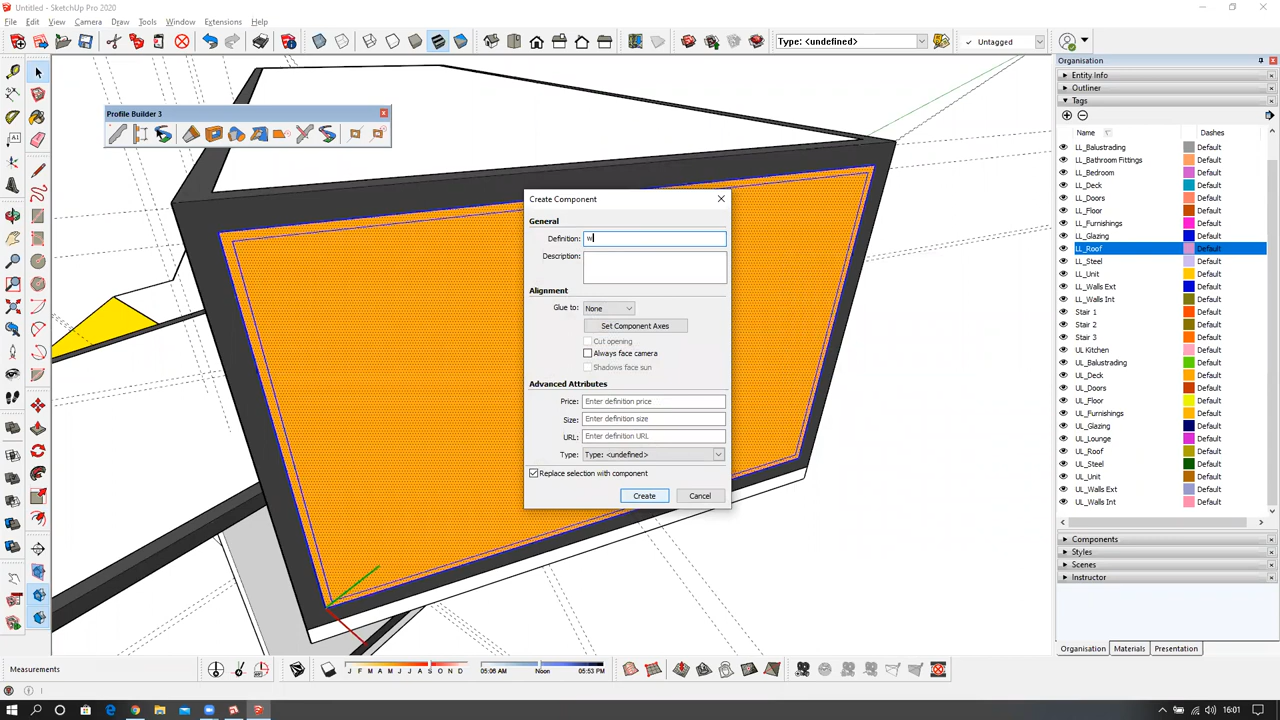 Untitled - SketchUp Pro 2020
File Edit View Camera Draw Tools Window Extensions Help
Type: <undefined>
Untagged
Profile Builder 3
Create Component
General
Definition: w
Description:
Alignment
Glue to: None
Set Component Axes
Cut opening
Always face camera
Shadows face sun
Advanced Attributes
Price: Enter definition price
Size: Enter definition size
URL: Enter definition URL
Type: Type: <undefined>
Replace selection with component
Create Cancel
Organisation
Entity Info
Outliner
Tags
Name Dashes
LL_Balustrading Default
LL_Bathroom Fittings Default
LL_Bedroom Default
LL_Deck Default
LL_Doors Default
LL_Floor Default
LL_Furnishings Default
LL_Glazing Default
LL_Roof Default
LL_Steel Default
LL_Unit Default
LL_Walls Ext Default
LL_Walls Int Default
Stair 1 Default
Stair 2 Default
Stair 3 Default
UL Kitchen Default
UL_Balustrading Default
UL_Deck Default
UL_Doors Default
UL_Floor Default
UL_Furnishings Default
UL_Glazing Default
UL_Lounge Default
UL_Roof Default
UL_Steel Default
UL_Unit Default
UL_Walls Ext Default
UL_Walls Int Default
Components
Styles
Scenes
Instructor
Organisation Materials Presentation
Measurements
J F M A M J J A S O N D
05:06 AM Noon 05:53 PM
16:01